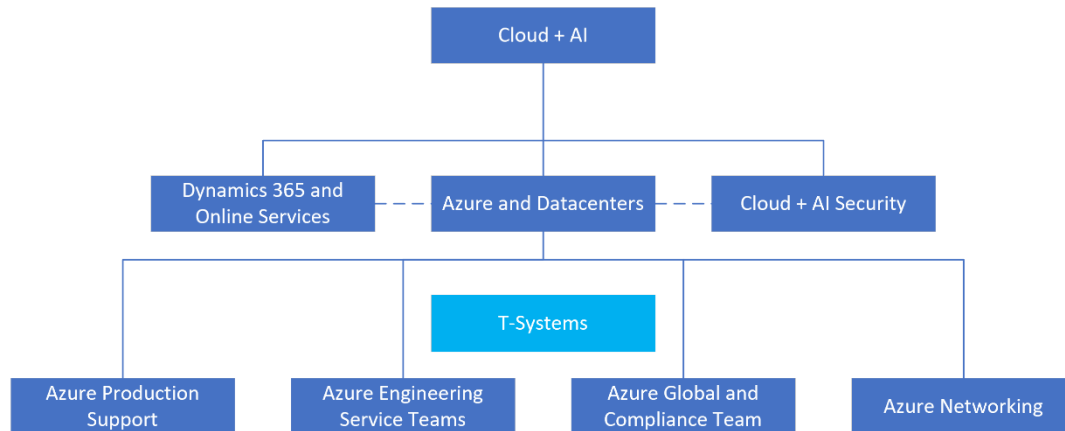 Cloud + AI
Dynamics 365 and
Online Services
Azure and Datacenters
Cloud + AI Security
T-Systems
Azure Production
Support
Azure Engineering
Service Teams
Azure Global and
Compliance Team
Azure Networking